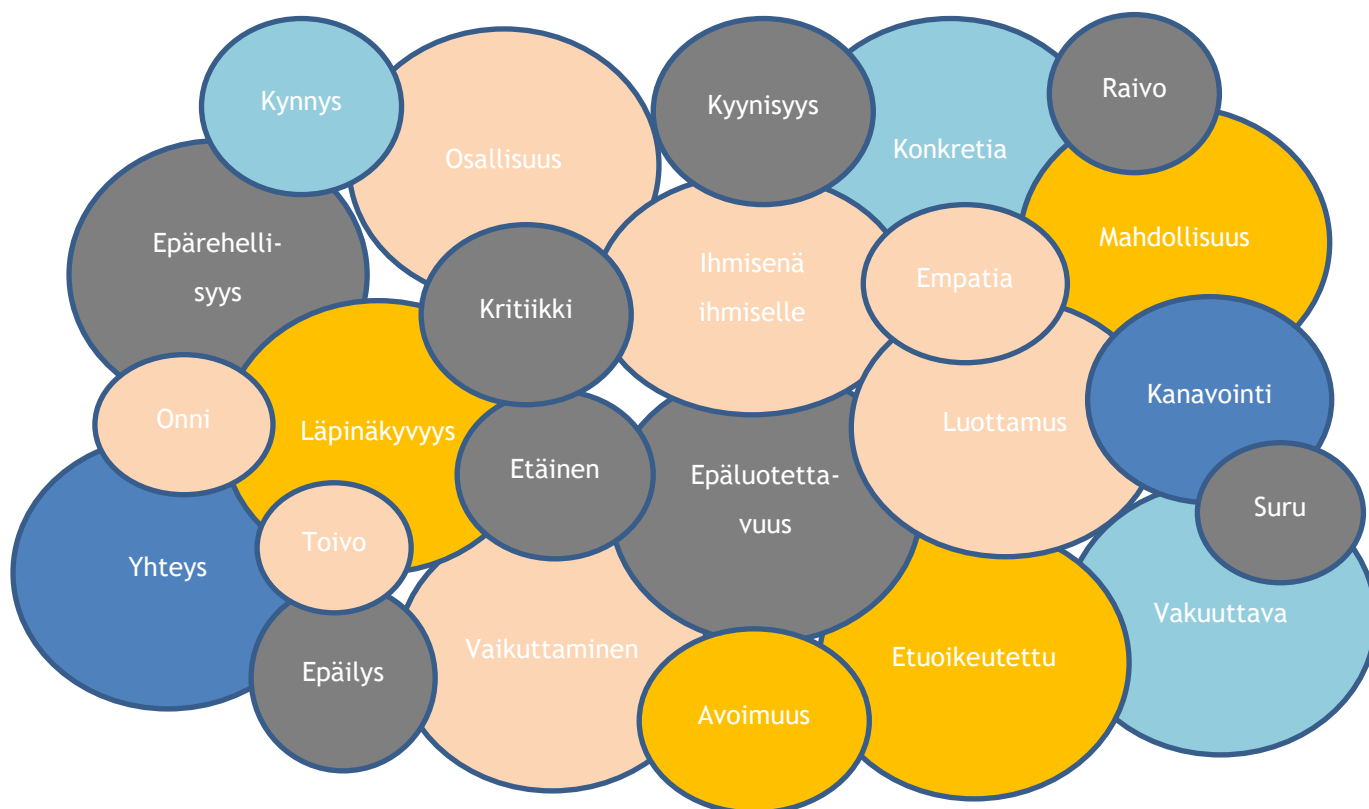 Kynnys
Osallisuus
Kyynisyys
Konkretia
Raivo
Epärehelli-
syys
Kritiikki
Ihmisenä
ihmiselle
Empatia
Mahdollisuus
Onni
Läpinäkyvyys
Etäinen
Epäluotetta-
vuus
Luottamus
Kanavointi
Suru
Yhteys
Toivo
Epäilys
Vaikuttaminen
Avoimuus
Etuoikeutettu
Vakuuttava